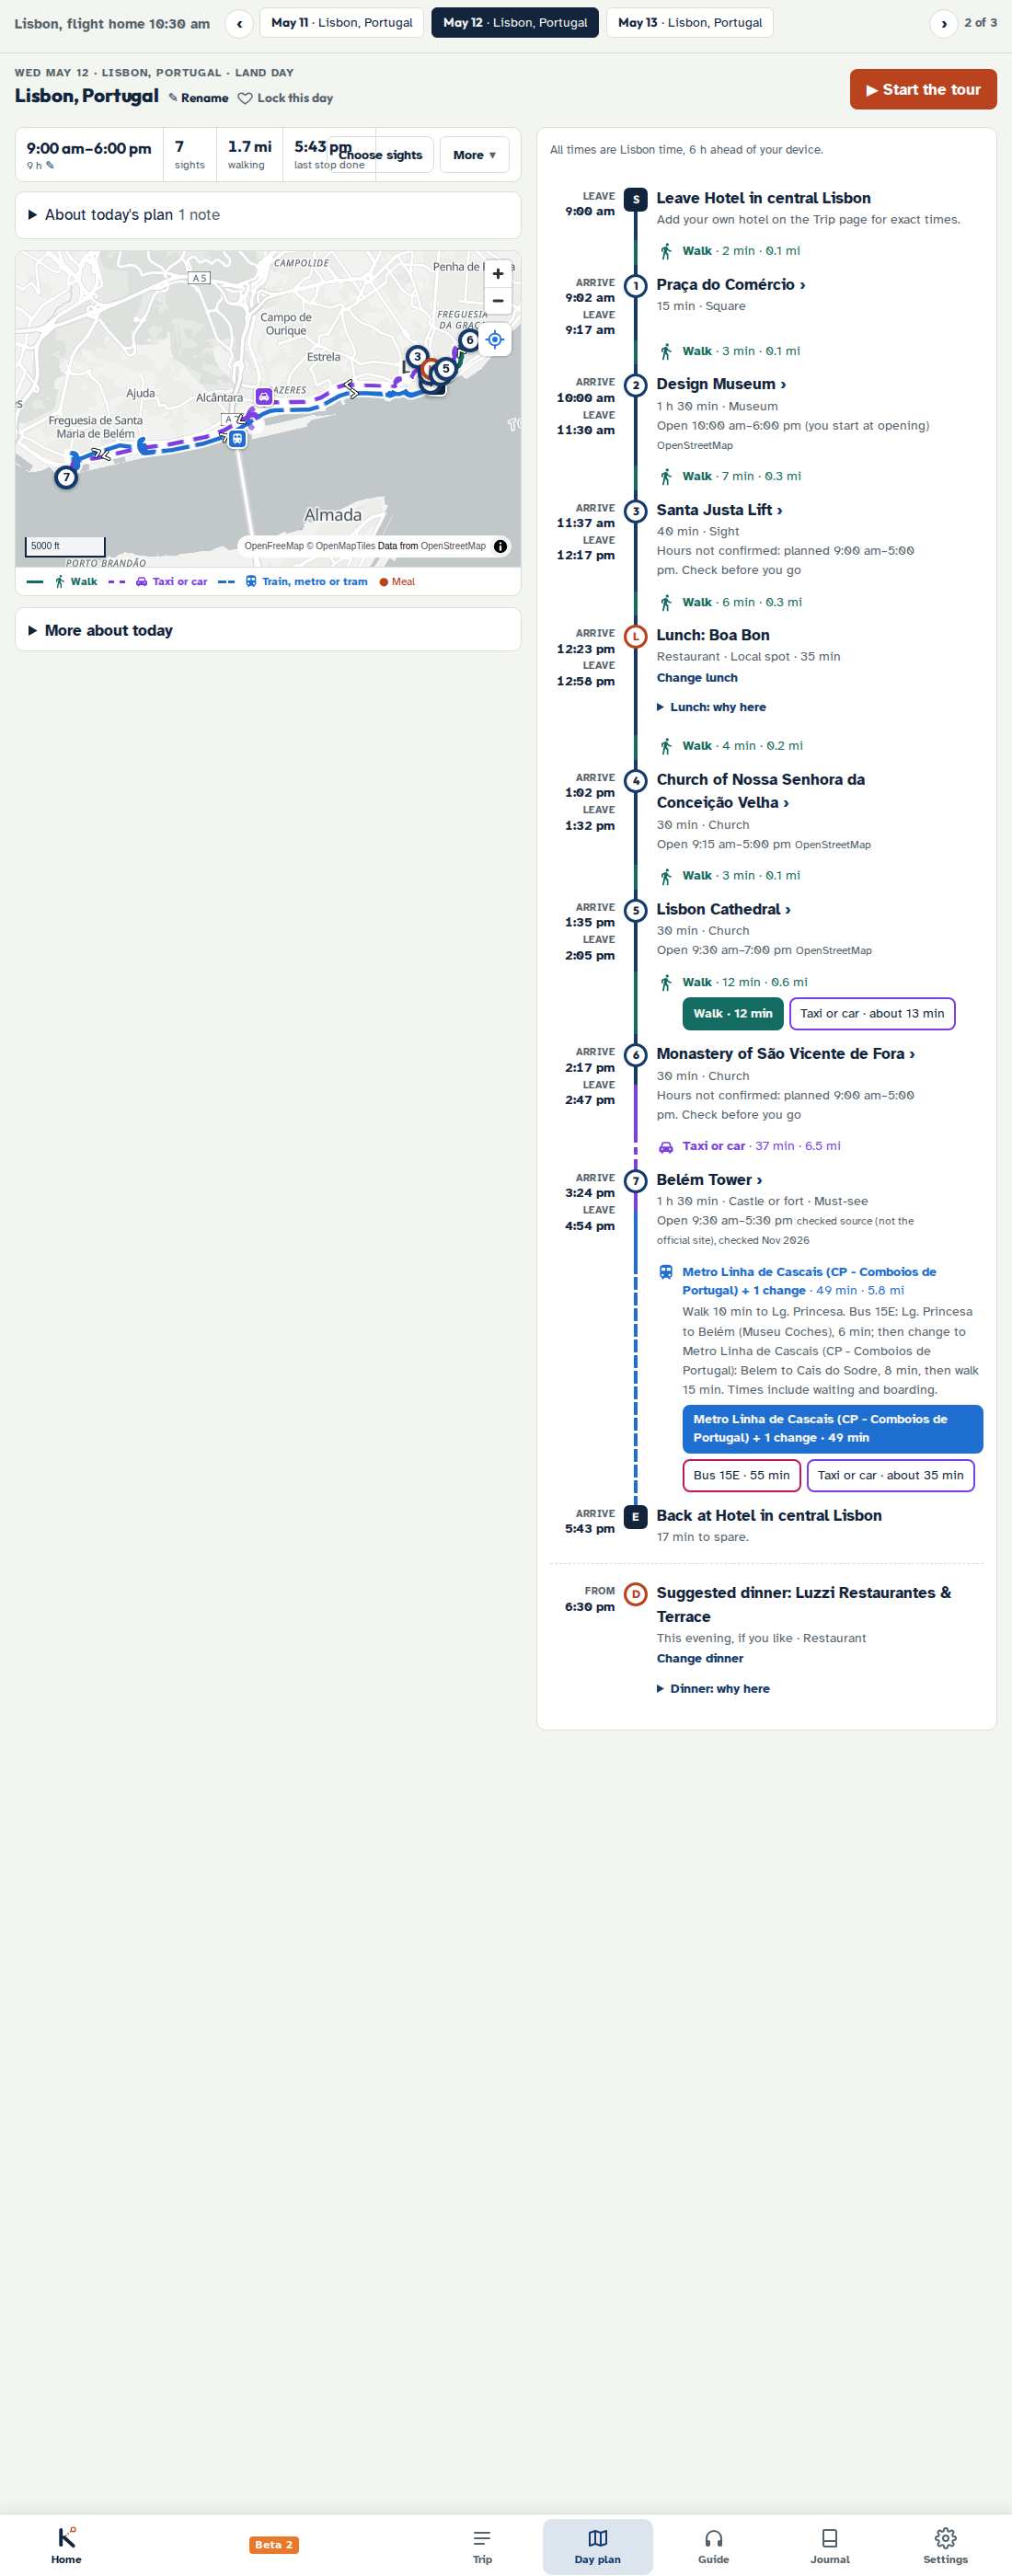 Lisbon, flight home 10:30 am
‹
May 11 · Lisbon, Portugal
May 12 · Lisbon, Portugal
May 13 · Lisbon, Portugal
›
2 of 3
WED MAY 12 · LISBON, PORTUGAL · LAND DAY
Lisbon, Portugal ✎ Rename Lock this day
▶ Start the tour
9:00 am–6:00 pm
9 h ✎
7
sights
1.7 mi
walking
5:43 pm
last stop done
Choose sights
More ▼
▶ About today's plan 1 note
CAMPOLIDE
A 5
Penha de
Campo de
Ourique
FREGUESIA
DA GRAÇA
6
Estrela
3
5
Ajuda
Alcântara
Freguesia de Santa
Maria de Belém
7
Almada
5000 ft
OpenFreeMap © OpenMapTiles Data from OpenStreetMap
PORTO BRANDÃO
Walk
Taxi or car
Train, metro or tram
Meal
▶ More about today
All times are Lisbon time, 6 h ahead of your device.
LEAVE
9:00 am
S
Leave Hotel in central Lisbon
Add your own hotel on the Trip page for exact times.
Walk · 2 min · 0.1 mi
ARRIVE
9:02 am
LEAVE
9:17 am
1
Praça do Comércio ›
15 min · Square
Walk · 3 min · 0.1 mi
ARRIVE
10:00 am
LEAVE
11:30 am
2
Design Museum ›
1 h 30 min · Museum
Open 10:00 am–6:00 pm (you start at opening)
OpenStreetMap
Walk · 7 min · 0.3 mi
ARRIVE
11:37 am
LEAVE
12:17 pm
3
Santa Justa Lift ›
40 min · Sight
Hours not confirmed: planned 9:00 am–5:00
pm. Check before you go
Walk · 6 min · 0.3 mi
ARRIVE
12:23 pm
LEAVE
12:58 pm
L
Lunch: Boa Bon
Restaurant · Local spot · 35 min
Change lunch
▶ Lunch: why here
Walk · 4 min · 0.2 mi
ARRIVE
1:02 pm
LEAVE
1:32 pm
4
Church of Nossa Senhora da
Conceição Velha ›
30 min · Church
Open 9:15 am–5:00 pm OpenStreetMap
Walk · 3 min · 0.1 mi
ARRIVE
1:35 pm
LEAVE
2:05 pm
5
Lisbon Cathedral ›
30 min · Church
Open 9:30 am–7:00 pm OpenStreetMap
Walk · 12 min · 0.6 mi
Walk · 12 min
Taxi or car · about 13 min
ARRIVE
2:17 pm
LEAVE
2:47 pm
6
Monastery of São Vicente de Fora ›
30 min · Church
Hours not confirmed: planned 9:00 am–5:00
pm. Check before you go
Taxi or car · 37 min · 6.5 mi
ARRIVE
3:24 pm
LEAVE
4:54 pm
7
Belém Tower ›
1 h 30 min · Castle or fort · Must-see
Open 9:30 am–5:30 pm checked source (not the
official site), checked Nov 2026
Metro Linha de Cascais (CP - Comboios de
Portugal) + 1 change · 49 min · 5.8 mi
Walk 10 min to Lg. Princesa. Bus 15E: Lg. Princesa
to Belém (Museu Coches), 6 min; then change to
Metro Linha de Cascais (CP - Comboios de
Portugal): Belem to Cais do Sodre, 8 min, then walk
15 min. Times include waiting and boarding.
Metro Linha de Cascais (CP - Comboios de
Portugal) + 1 change · 49 min
Bus 15E · 55 min
Taxi or car · about 35 min
ARRIVE
5:43 pm
E
Back at Hotel in central Lisbon
17 min to spare.
FROM
6:30 pm
D
Suggested dinner: Luzzi Restaurantes &
Terrace
This evening, if you like · Restaurant
Change dinner
▶ Dinner: why here
Home
Beta 2
Trip
Day plan
Guide
Journal
Settings